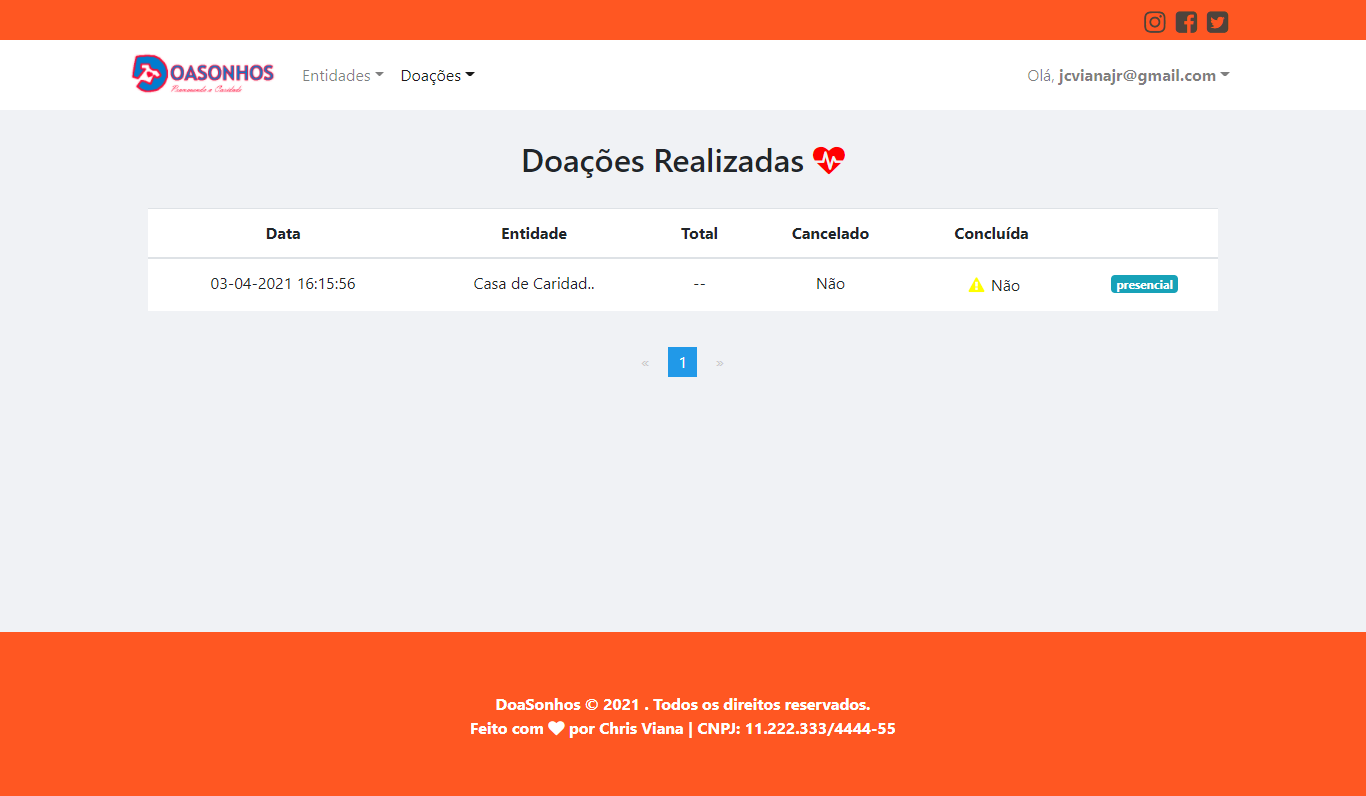 DOASONHOS
Promovendo a Caridade
Entidades
Doações
Olá, jcvianajr@gmail.com
Doações Realizadas
Data Entidade Total Cancelado Concluída
03-04-2021 16:15:56 Casa de Caridad.. -- Não Não presencial
« 1 »
DoaSonhos © 2021 . Todos os direitos reservados.
Feito com por Chris Viana | CNPJ: 11.222.333/4444-55